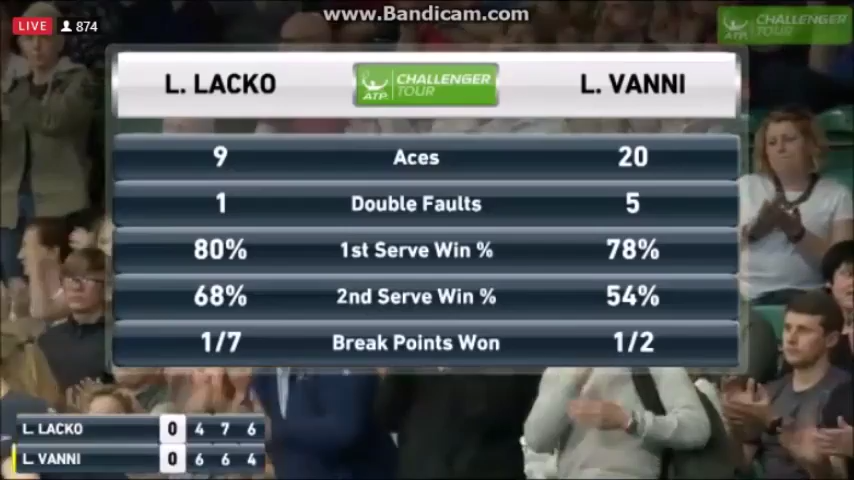 www.Bandicam.com
LIVE 874
ATP CHALLENGER TOUR
L. LACKO ATP CHALLENGER TOUR L. VANNI
9 Aces 20
1 Double Faults 5
80% 1st Serve Win % 78%
68% 2nd Serve Win % 54%
1/7 Break Points Won 1/2
L. LACKO 0 4 7 6
L. VANNI 0 6 6 4